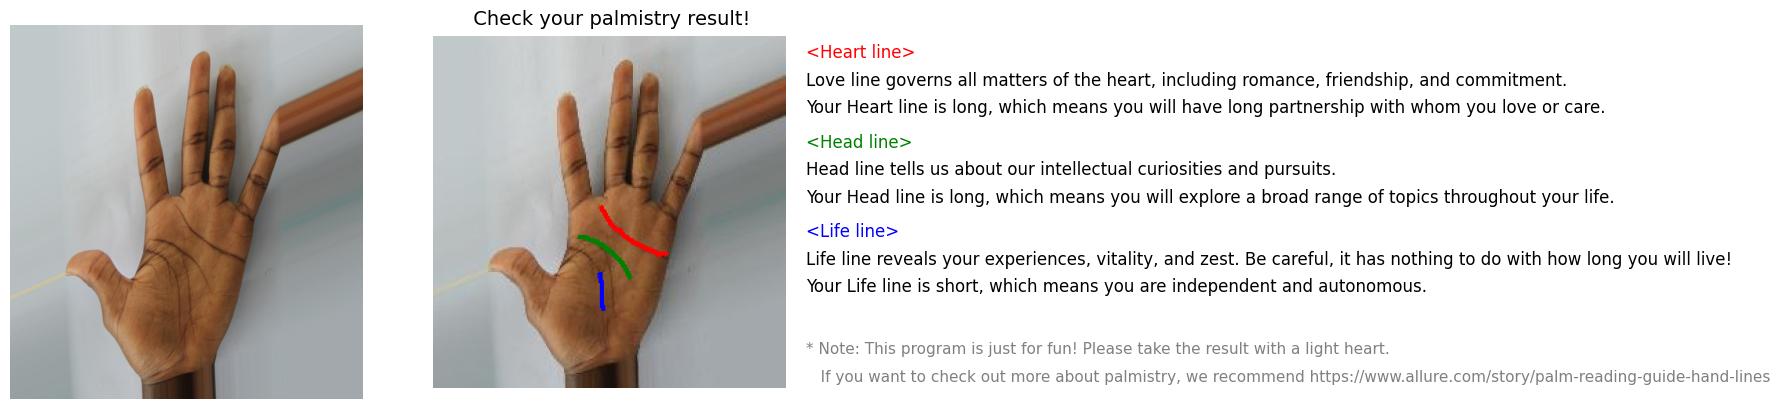 Check your palmistry result!
<Heart line>
Love line governs all matters of the heart, including romance, friendship, and commitment.
Your Heart line is long, which means you will have long partnership with whom you love or care.
<Head line>
Head line tells us about our intellectual curiosities and pursuits.
Your Head line is long, which means you will explore a broad range of topics throughout your life.
<Life line>
Life line reveals your experiences, vitality, and zest. Be careful, it has nothing to do with how long you will live!
Your Life line is short, which means you are independent and autonomous.
* Note: This program is just for fun! Please take the result with a light heart.
If you want to check out more about palmistry, we recommend https://www.allure.com/story/palm-reading-guide-hand-lines